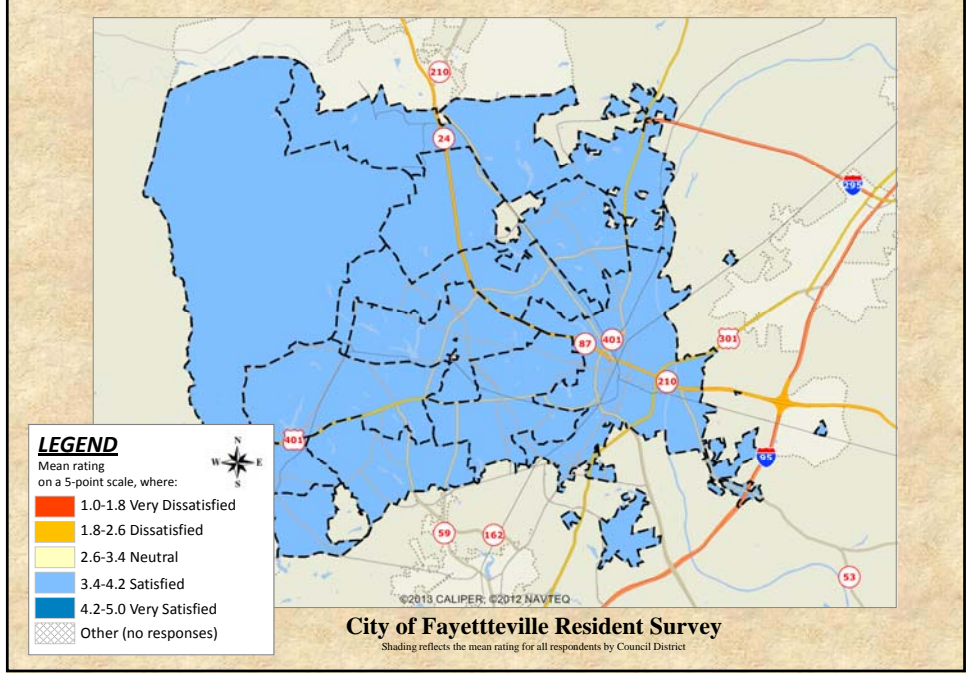 210
24
295
87
401
301
210
401
95
59
162
53
LEGEND
Mean rating
on a 5-point scale, where:
N
W
E
S
1.0-1.8 Very Dissatisfied
1.8-2.6 Dissatisfied
2.6-3.4 Neutral
3.4-4.2 Satisfied
4.2-5.0 Very Satisfied
Other (no responses)
©2013 CALIPER; ©2012 NAVTEQ
City of Fayettteville Resident Survey
Shading reflects the mean rating for all respondents by Council District